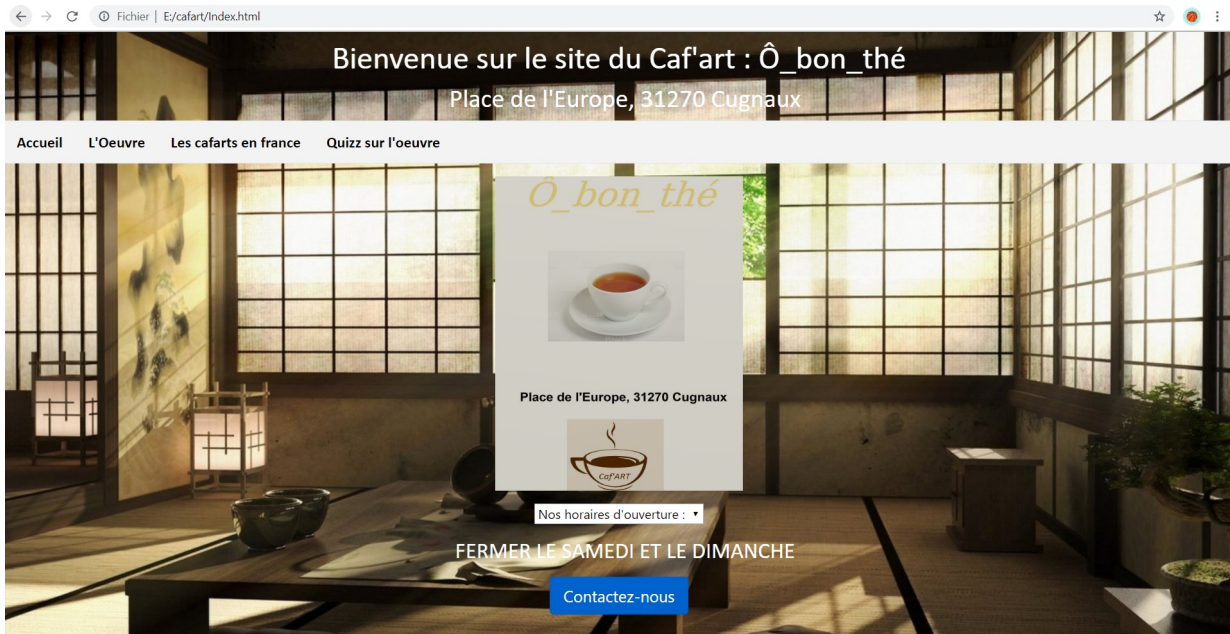 Fichier | E:/cafart/Index.html
Bienvenue sur le site du Caf'art : Ô_bon_thé
Place de l'Europe, 31270 Cugnaux
Accueil L'Oeuvre Les cafarts en france Quizz sur l'oeuvre
Ô_bon_thé
Place de l'Europe, 31270 Cugnaux
Caf'ART
Nos horaires d'ouverture :
FERMER LE SAMEDI ET LE DIMANCHE
Contactez-nous